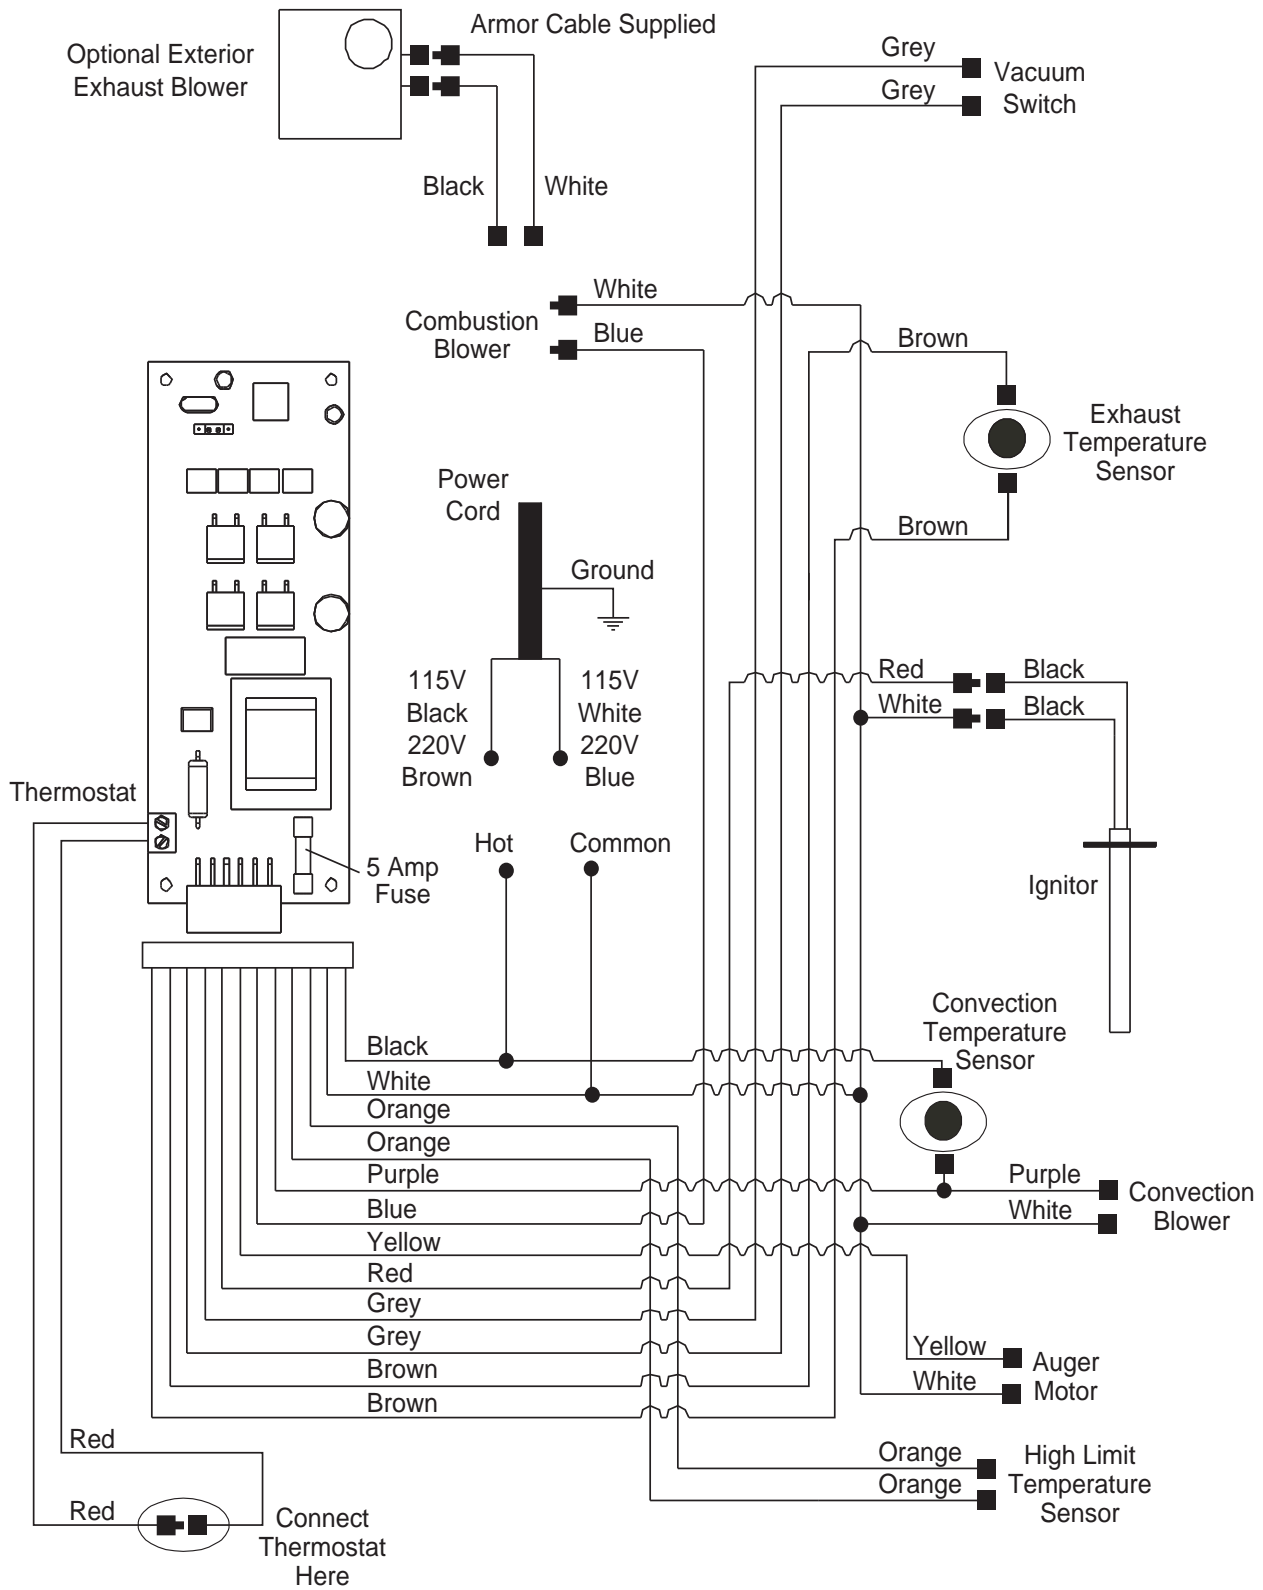 Armor Cable Supplied
Optional Exterior
Exhaust Blower
Black
White
Grey
Grey
Vacuum
Switch
White
Combustion
Blower
Blue
Brown
Exhaust
Temperature
Sensor
Brown
Power
Cord
Ground
115V
Black
220V
Brown
115V
White
220V
Blue
Red
Black
White
Black
Ignitor
Thermostat
5 Amp
Fuse
Hot
Common
Convection
Temperature
Sensor
Black
White
Orange
Orange
Purple
Blue
Yellow
Red
Grey
Grey
Brown
Brown
Purple
White
Convection
Blower
Yellow
White
Auger
Motor
Orange
Orange
High Limit
Temperature
Sensor
Red
Red
Connect
Thermostat
Here